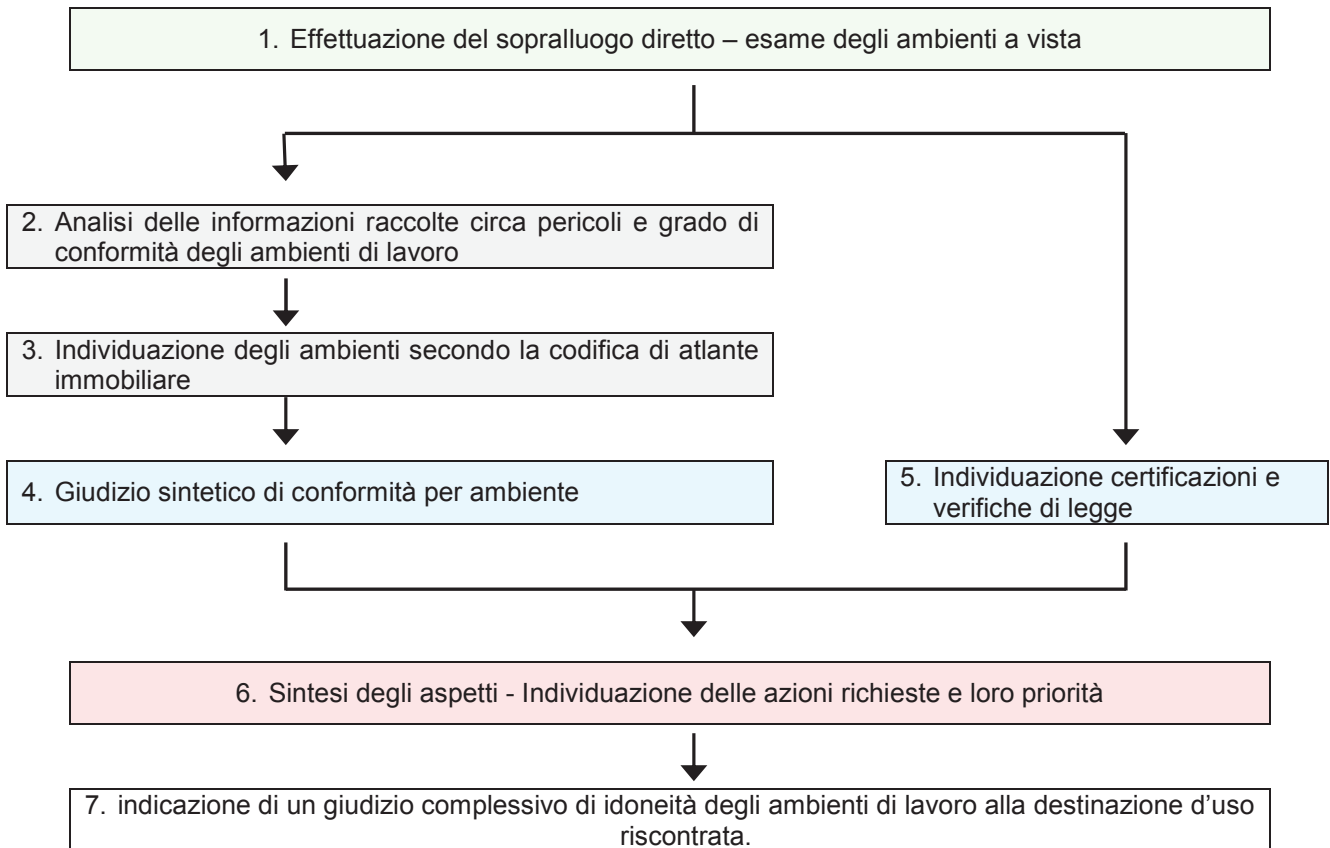 1. Effettuazione del sopralluogo diretto – esame degli ambienti a vista
2. Analisi delle informazioni raccolte circa pericoli e grado di
conformità degli ambienti di lavoro
3. Individuazione degli ambienti secondo la codifica di atlante
immobiliare
4. Giudizio sintetico di conformità per ambiente
5. Individuazione certificazioni e
verifiche di legge
6. Sintesi degli aspetti - Individuazione delle azioni richieste e loro priorità
7. indicazione di un giudizio complessivo di idoneità degli ambienti di lavoro alla destinazione d’uso
riscontrata.